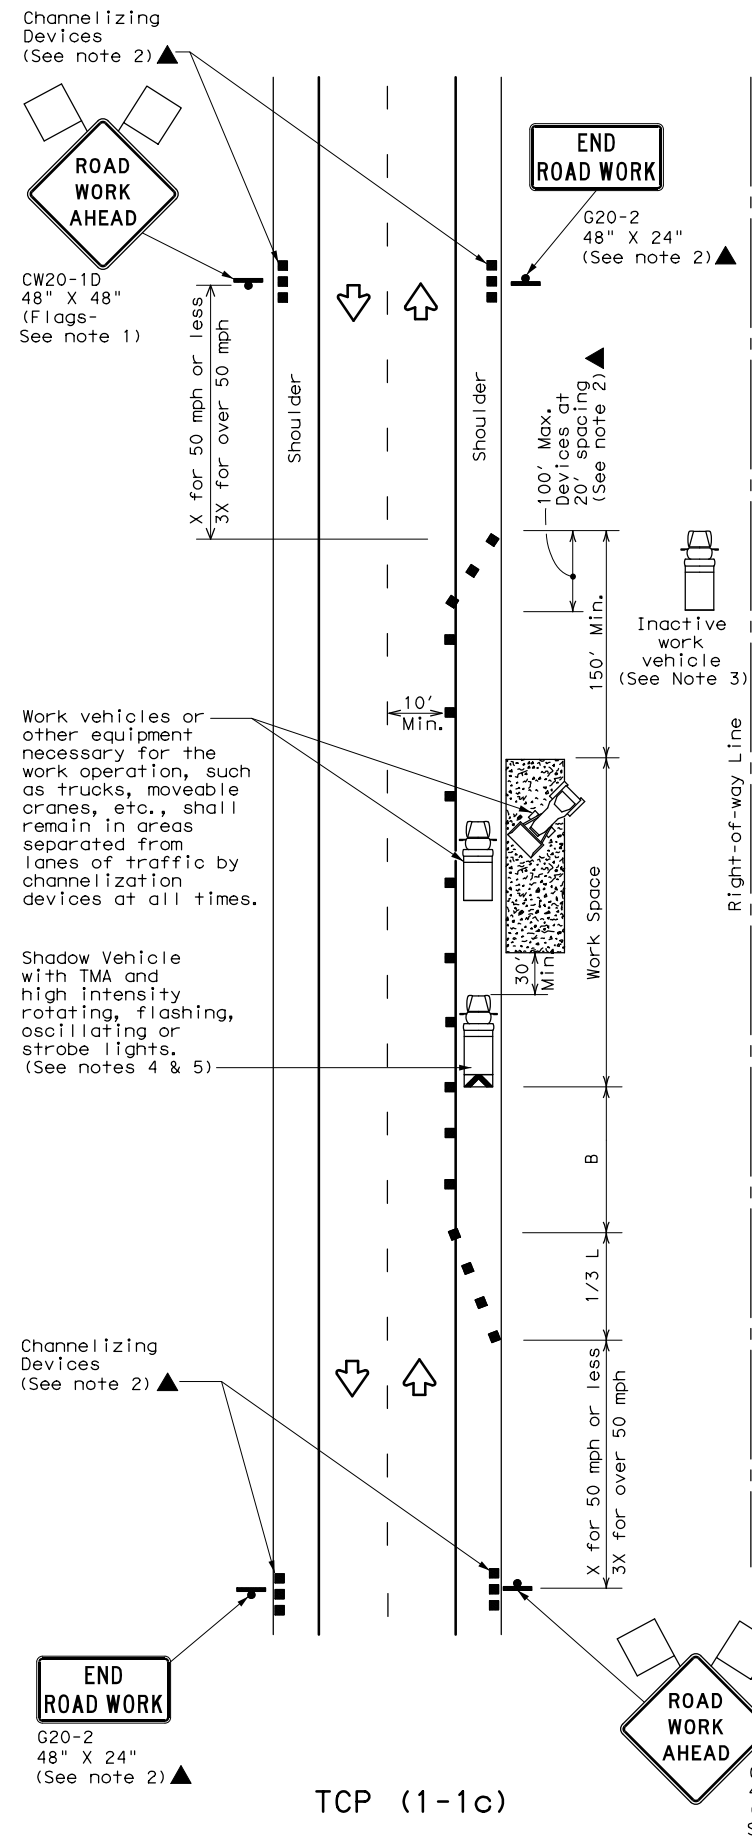 Channelizing
Devices
(See note 2)
ROAD
WORK
AHEAD
CW20-1D
48" X 48"
(Flags-
See note 1)
END
ROAD WORK
G20-2
48" X 24"
(See note 2)
X for 50 mph or less
3X for over 50 mph
Shoulder
Shoulder
100' Max.
Devices at
20' spacing
(See note 2)
150' Min.
Inactive
work
vehicle
(See Note 3)
10'
Min.
Right-of-way Line
Work vehicles or
other equipment
necessary for the
work operation, such
as trucks, moveable
cranes, etc., shall
remain in areas
separated from
lanes of traffic by
channelization
devices at all times.
Work Space
30'
Min.
Shadow Vehicle
with TMA and
high intensity
rotating, flashing,
oscillating or
strobe lights.
(See notes 4 & 5)
B
1/3 L
Channelizing
Devices
(See note 2)
X for 50 mph or less
3X for over 50 mph
END
ROAD WORK
G20-2
48" X 24"
(See note 2)
ROAD
WORK
AHEAD
TCP (1-1c)